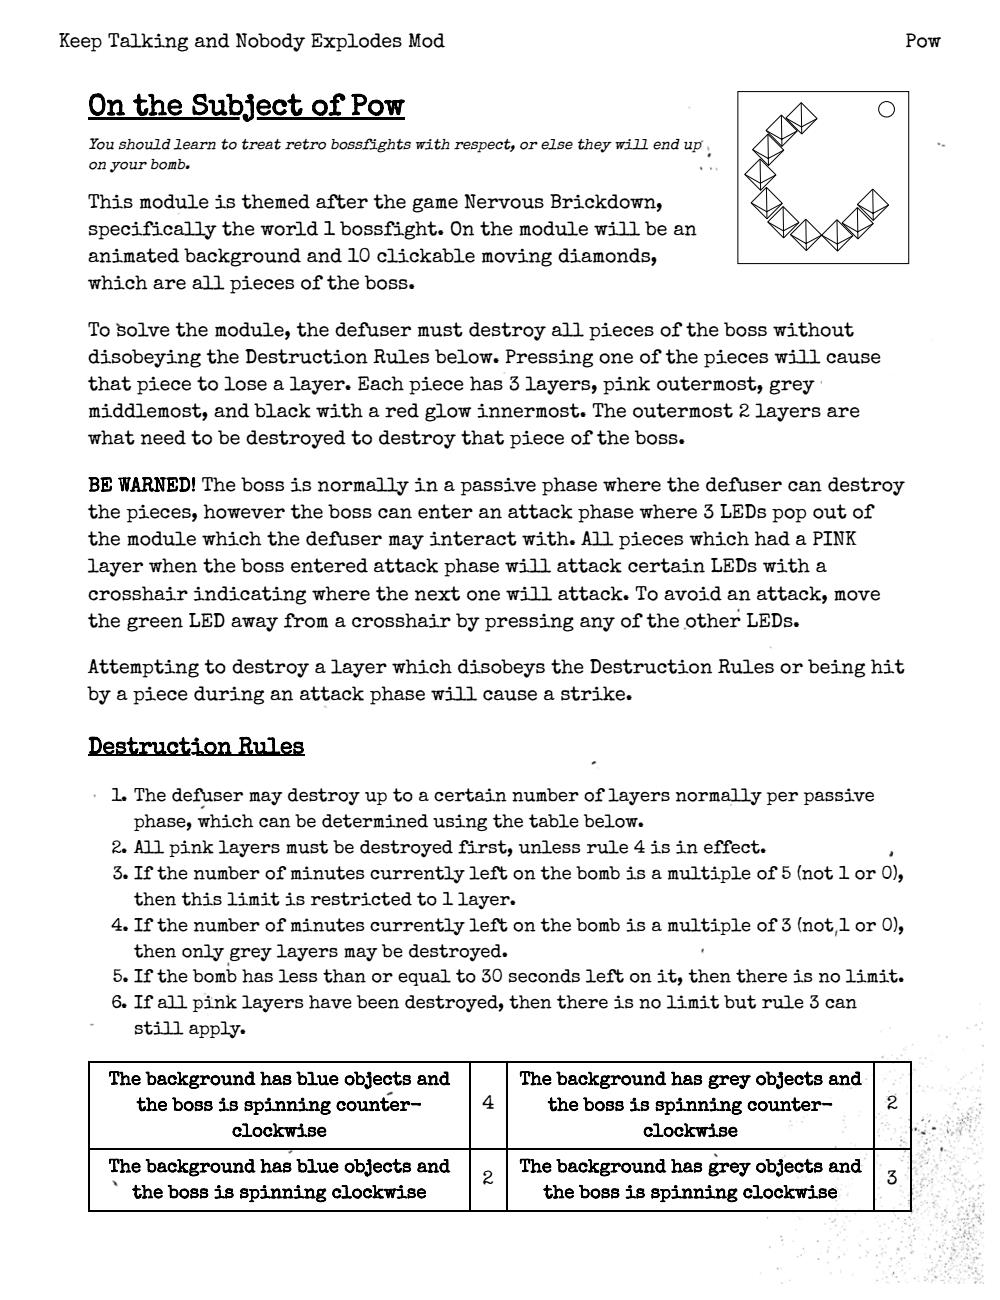 Keep Talking and Nobody Explodes Mod
Pow
On the Subject of Pow
You should learn to treat retro bossfights with respect, or else they will end up
on your bomb.
This module is themed after the game Nervous Brickdown,
specifically the world 1 bossfight. On the module will be an
animated background and 10 clickable moving diamonds,
which are all pieces of the boss.
To solve the module, the defuser must destroy all pieces of the boss without
disobeying the Destruction Rules below. Pressing one of the pieces will cause
that piece to lose a layer. Each piece has 3 layers, pink outermost, grey
middlemost, and black with a red glow innermost. The outermost 2 layers are
what need to be destroyed to destroy that piece of the boss.
BE WARNED! The boss is normally in a passive phase where the defuser can destroy
the pieces, however the boss can enter an attack phase where 3 LEDs pop out of
the module which the defuser may interact with. All pieces which had a PINK
layer when the boss entered attack phase will attack certain LEDs with a
crosshair indicating where the next one will attack. To avoid an attack, move
the green LED away from a crosshair by pressing any of the other LEDs.
Attempting to destroy a layer which disobeys the Destruction Rules or being hit
by a piece during an attack phase will cause a strike.
Destruction Rules
1. The defuser may destroy up to a certain number of layers normally per passive
phase, which can be determined using the table below.
2. All pink layers must be destroyed first, unless rule 4 is in effect.
3. If the number of minutes currently left on the bomb is a multiple of 5 (not 1 or 0),
then this limit is restricted to 1 layer.
4. If the number of minutes currently left on the bomb is a multiple of 3 (not 1 or 0),
then only grey layers may be destroyed.
5. If the bomb has less than or equal to 30 seconds left on it, then there is no limit.
6. If all pink layers have been destroyed, then there is no limit but rule 3 can
still apply.
The background has blue objects and
the boss is spinning counter-
clockwise
4
The background has grey objects and
the boss is spinning counter-
clockwise
2
The background has blue objects and
the boss is spinning clockwise
2
The background has grey objects and
the boss is spinning clockwise
3